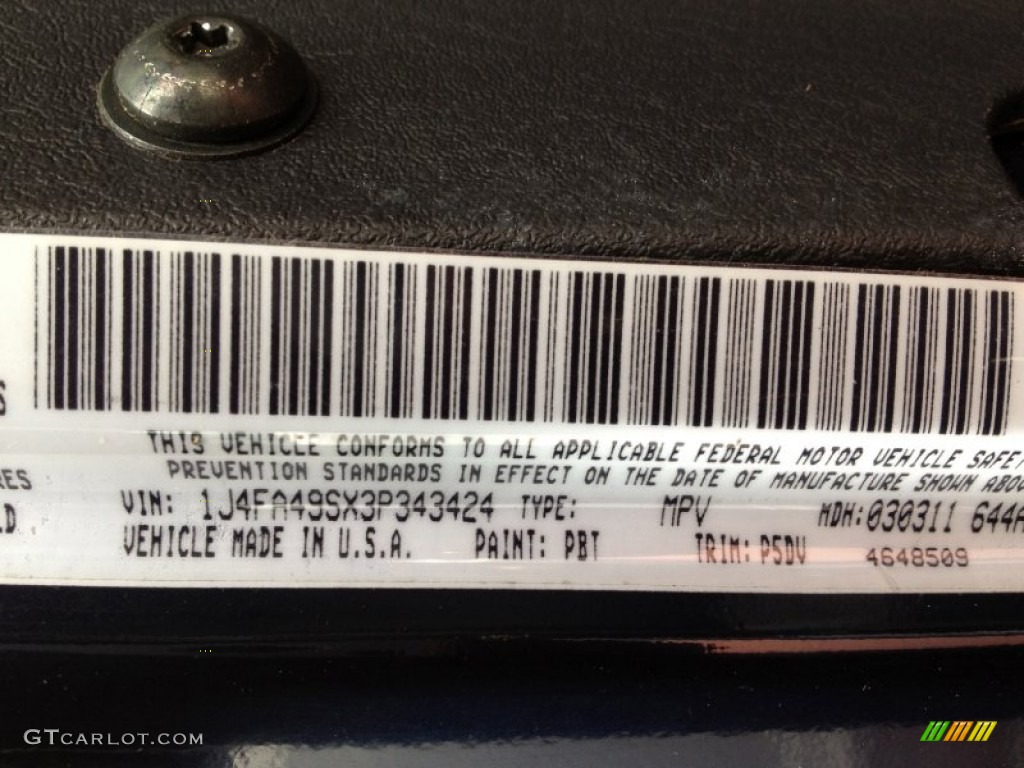 THIS VEHICLE CONFORMS TO ALL APPLICABLE FEDERAL MOTOR VEHICLE SAFET
PREVENTION STANDARDS IN EFFECT ON THE DATE OF MANUFACTURE SHOWN ABOV
RES
VIN: 1J4FA49SX3P343424 TYPE: MPV MDH:030311 644A
LD
VEHICLE MADE IN U.S.A. PAINT: PBT TRIM: P5DV 4648509
GTCARLOT.COM